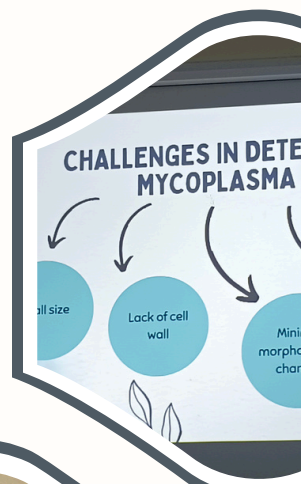 CHALLENGES IN DETE
MYCOPLASMA
all size
Lack of cell
wall
Mini
morpho
char